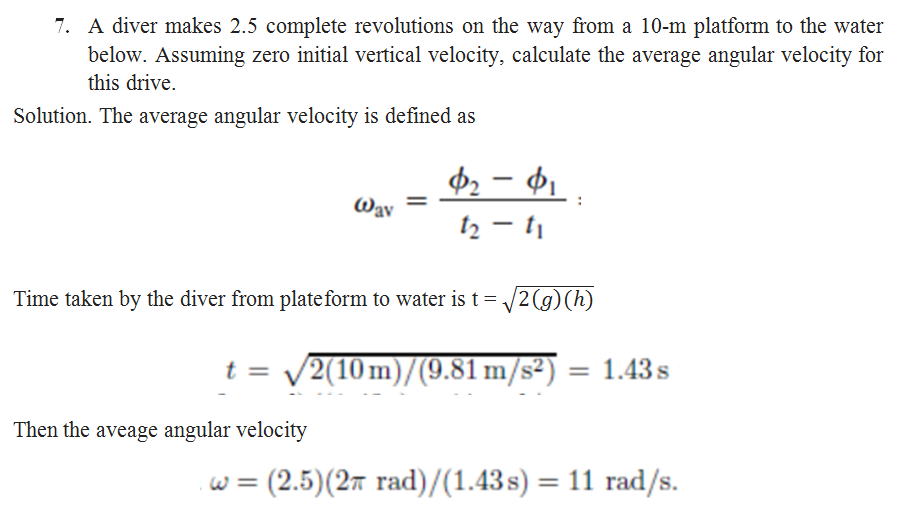 7. A diver makes 2.5 complete revolutions on the way from a 10-m platform to the water
below. Assuming zero initial vertical velocity, calculate the average angular velocity for
this drive.
Solution. The average angular velocity is defined as
ω_av = (ϕ₂ − ϕ₁) / (t₂ − t₁) :
Time taken by the diver from plateform to water is t = √(2(g)(h))
t = √(2(10 m)/(9.81 m/s²)) = 1.43 s
Then the aveage angular velocity
ω = (2.5)(2π rad)/(1.43 s) = 11 rad/s.